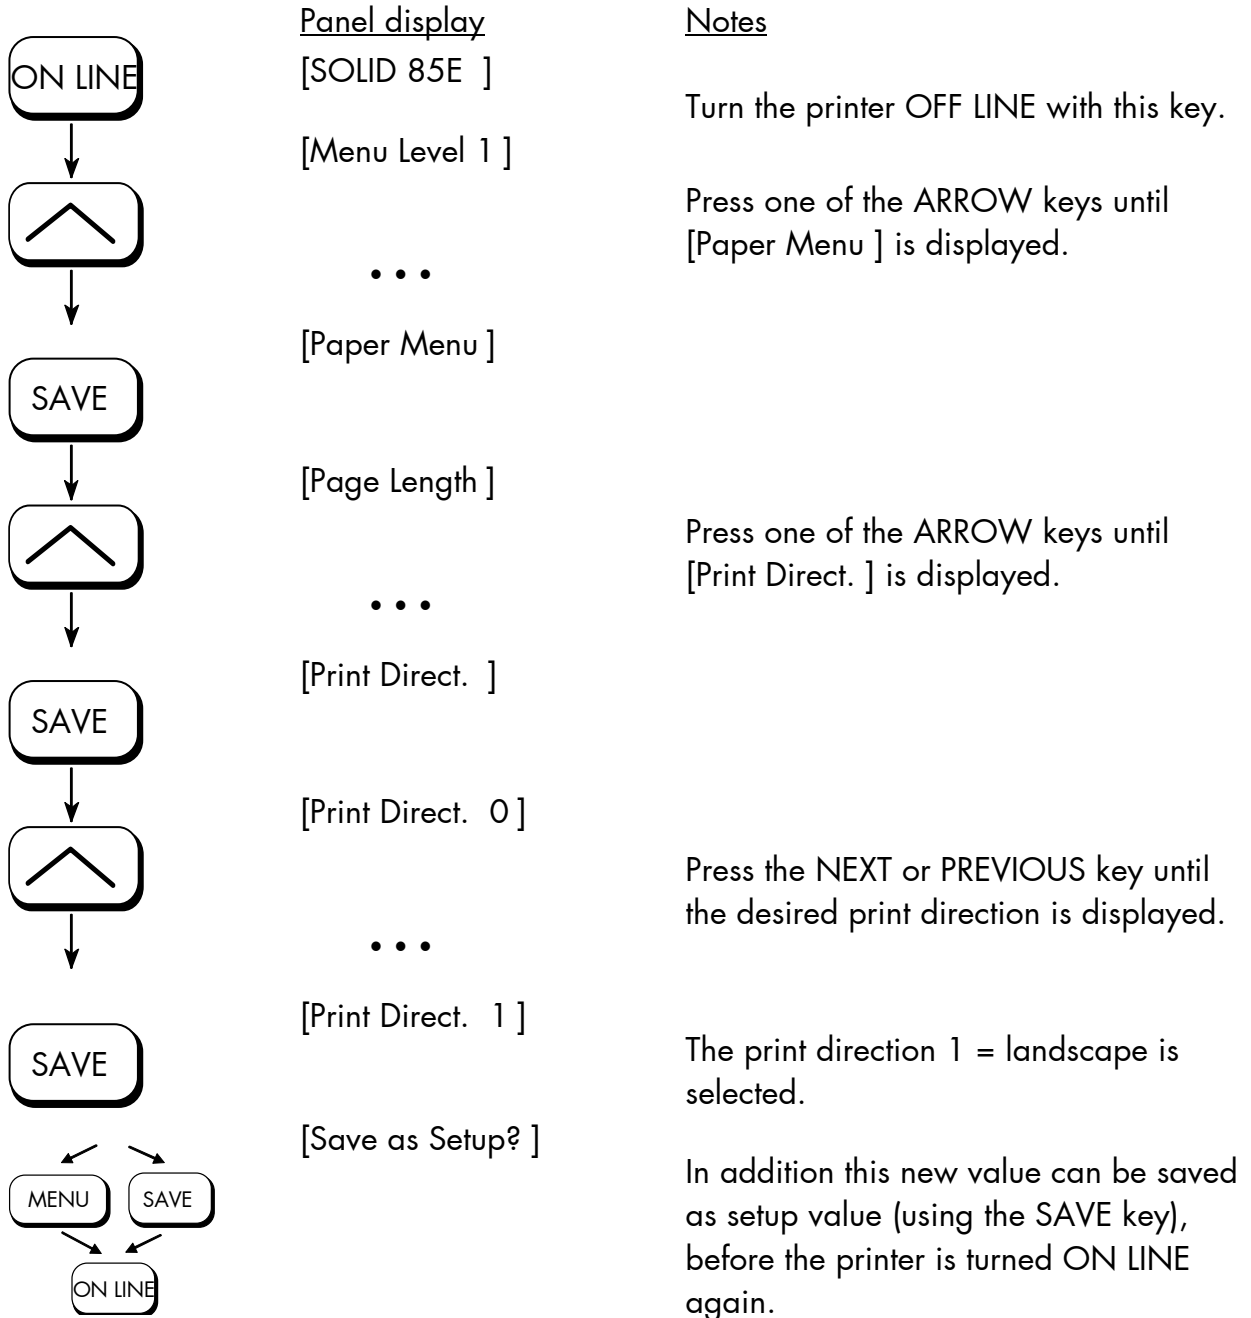 Panel display Notes
ON LINE [SOLID 85E ]
Turn the printer OFF LINE with this key.
[Menu Level 1 ]
Press one of the ARROW keys until
[Paper Menu ] is displayed.
• • •
[Paper Menu ]
SAVE
[Page Length ]
Press one of the ARROW keys until
[Print Direct. ] is displayed.
• • •
[Print Direct. ]
SAVE
[Print Direct. 0 ]
Press the NEXT or PREVIOUS key until
the desired print direction is displayed.
• • •
[Print Direct. 1 ]
SAVE
The print direction 1 = landscape is
selected.
[Save as Setup? ]
MENU SAVE
In addition this new value can be saved
as setup value (using the SAVE key),
before the printer is turned ON LINE
again.
ON LINE